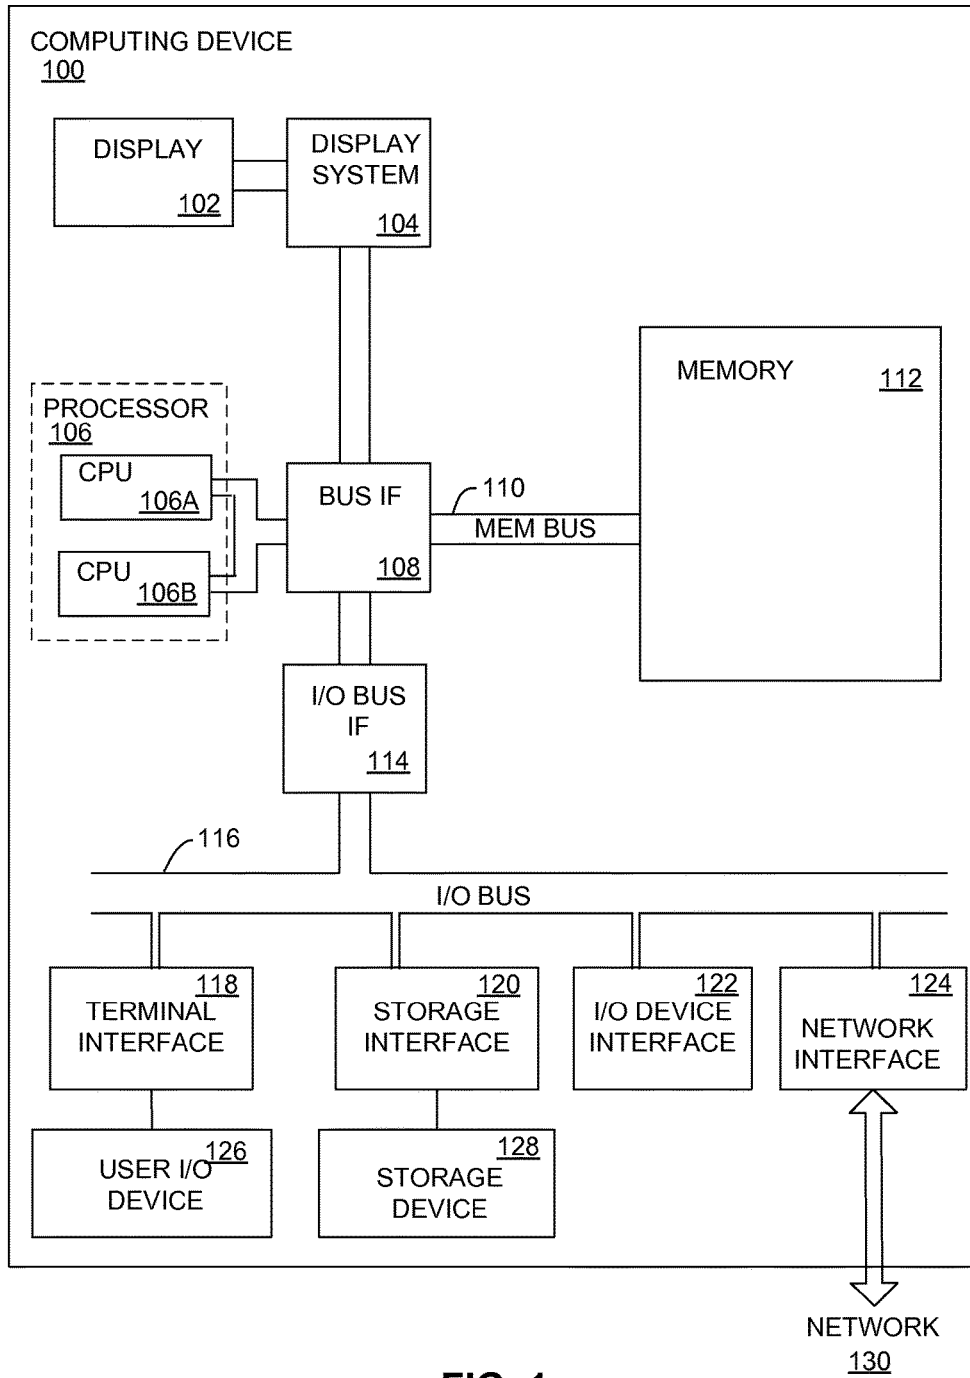 COMPUTING DEVICE
100
DISPLAY
102
DISPLAY
SYSTEM
104
MEMORY
112
PROCESSOR
106
CPU
106A
CPU
106B
BUS IF
108
110
MEM BUS
I/O BUS
IF
114
116
I/O BUS
118
TERMINAL
INTERFACE
120
STORAGE
INTERFACE
122
I/O DEVICE
INTERFACE
124
NETWORK
INTERFACE
126
USER I/O
DEVICE
128
STORAGE
DEVICE
NETWORK
130
FIG. 1